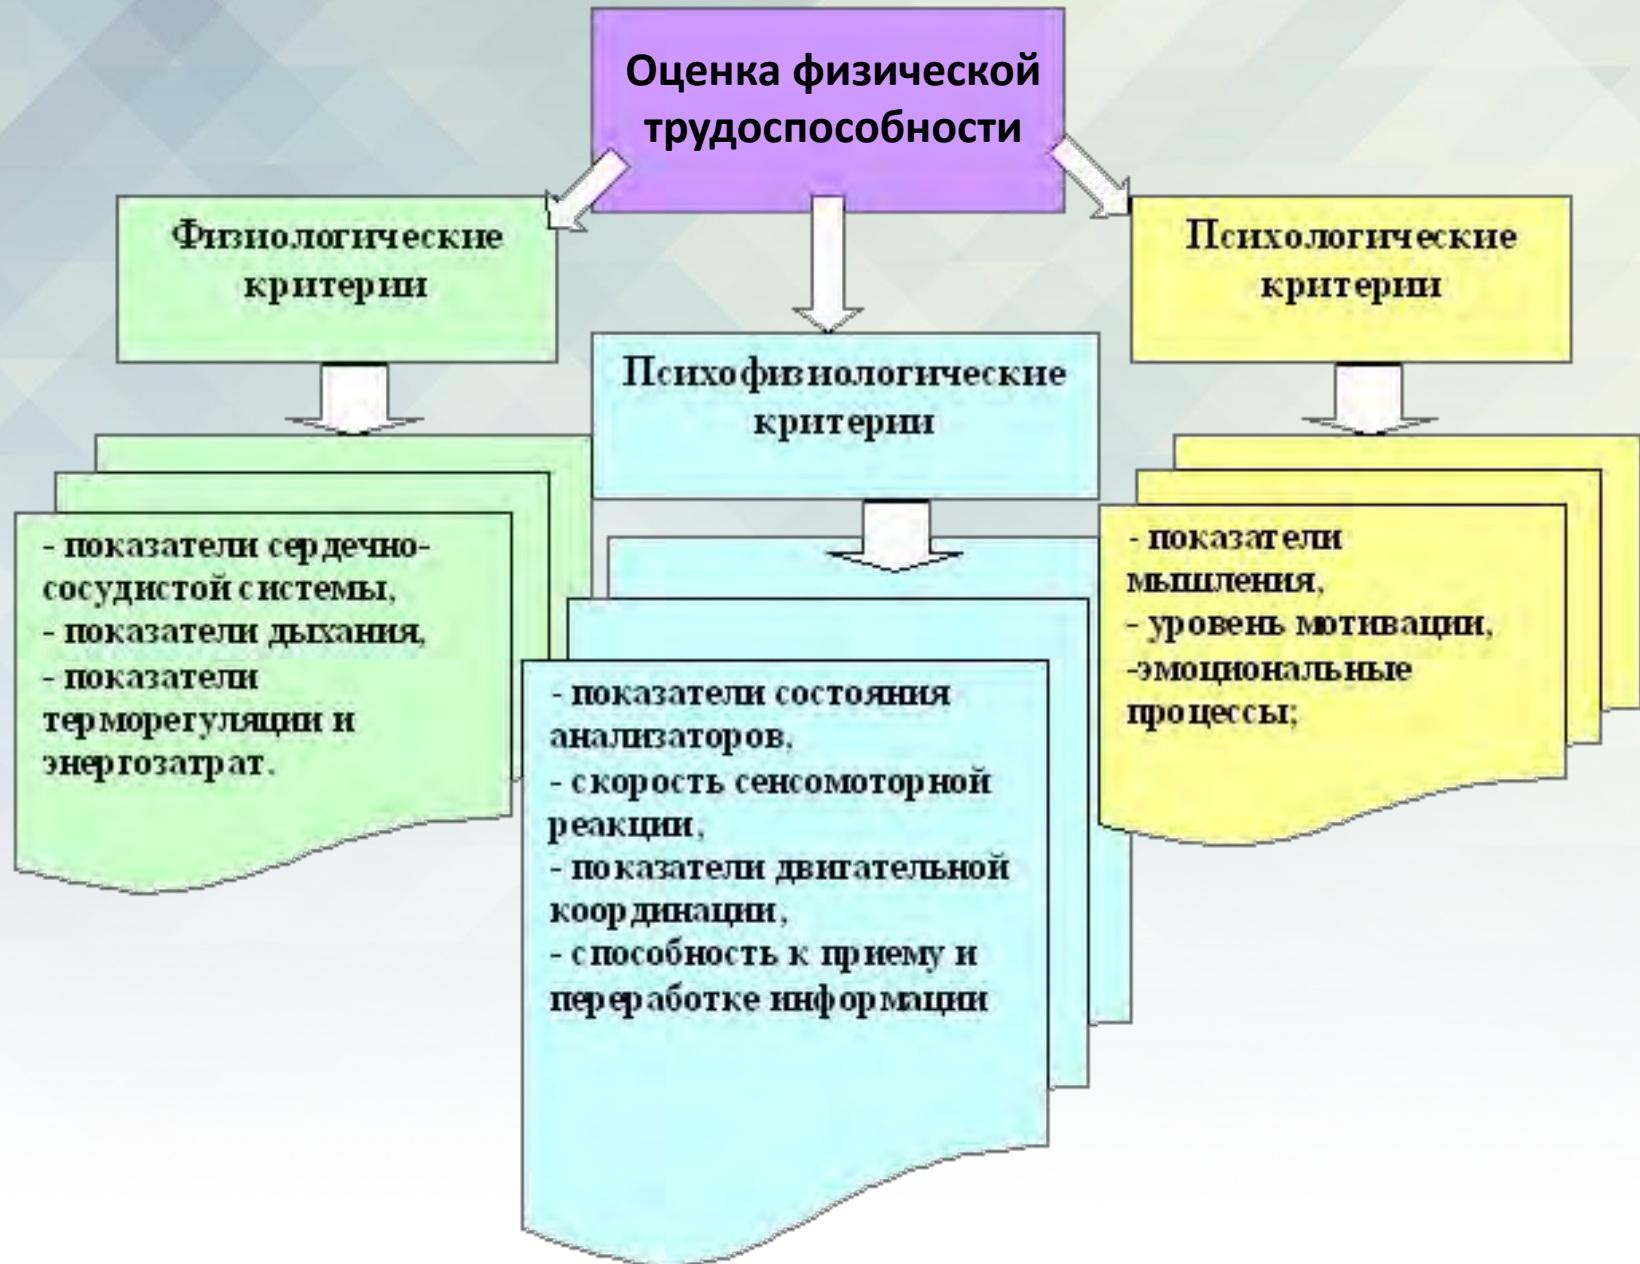 Оценка физической
трудоспособности
Физиологические
критерии
Психофизиологические
критерии
Психологические
критерии
- показатели сердечно-
сосудистой системы,
- показатели дыхания,
- показатели
терморегуляции и
энергозатрат.
- показатели состояния
анализаторов,
- скорость сенсомоторной
реакции,
- показатели двигательной
координации,
- способность к приему и
переработке информации
- показатели
мышления,
- уровень мотивации,
-эмоциональные
процессы;